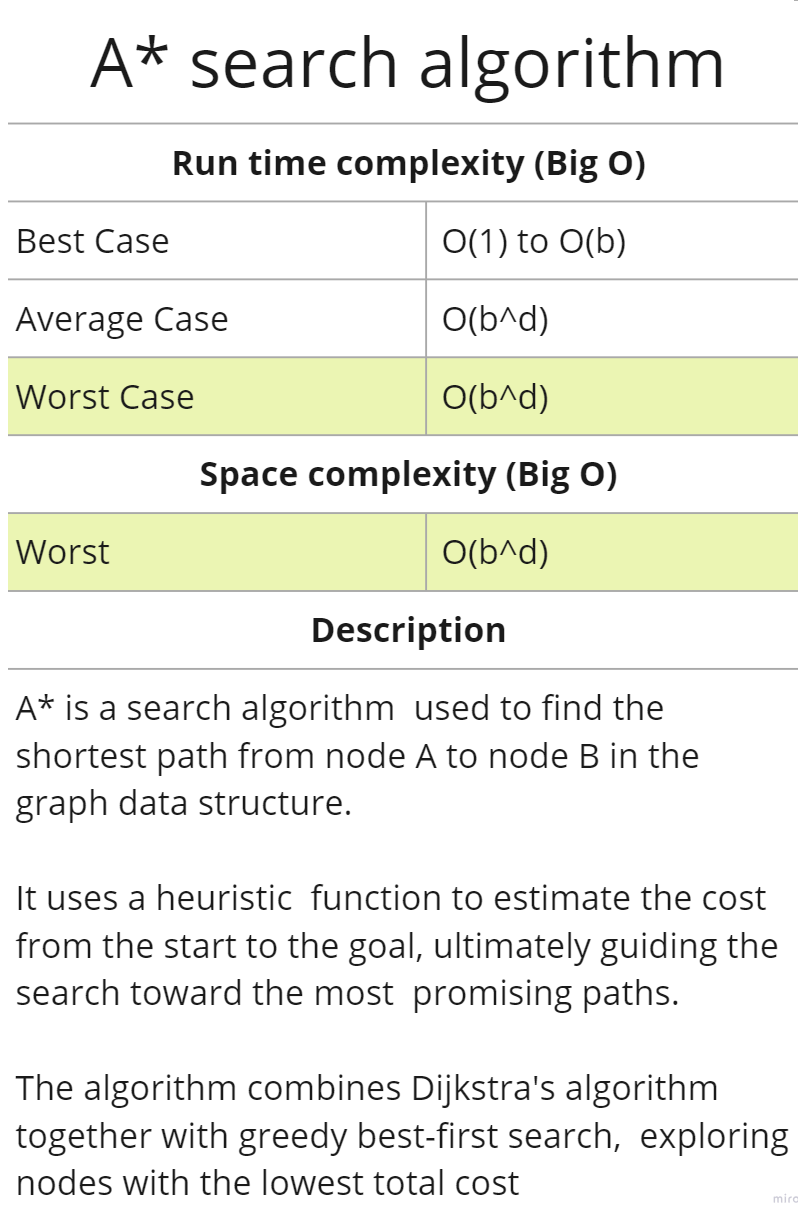 A* search algorithm
Run time complexity (Big O)
Best Case O(1) to O(b)
Average Case O(b^d)
Worst Case O(b^d)
Space complexity (Big O)
Worst O(b^d)
Description
A* is a search algorithm  used to find the
shortest path from node A to node B in the
graph data structure.
It uses a heuristic  function to estimate the cost
from the start to the goal, ultimately guiding the
search toward the most  promising paths.
The algorithm combines Dijkstra's algorithm
together with greedy best-first search,  exploring
nodes with the lowest total cost
miro